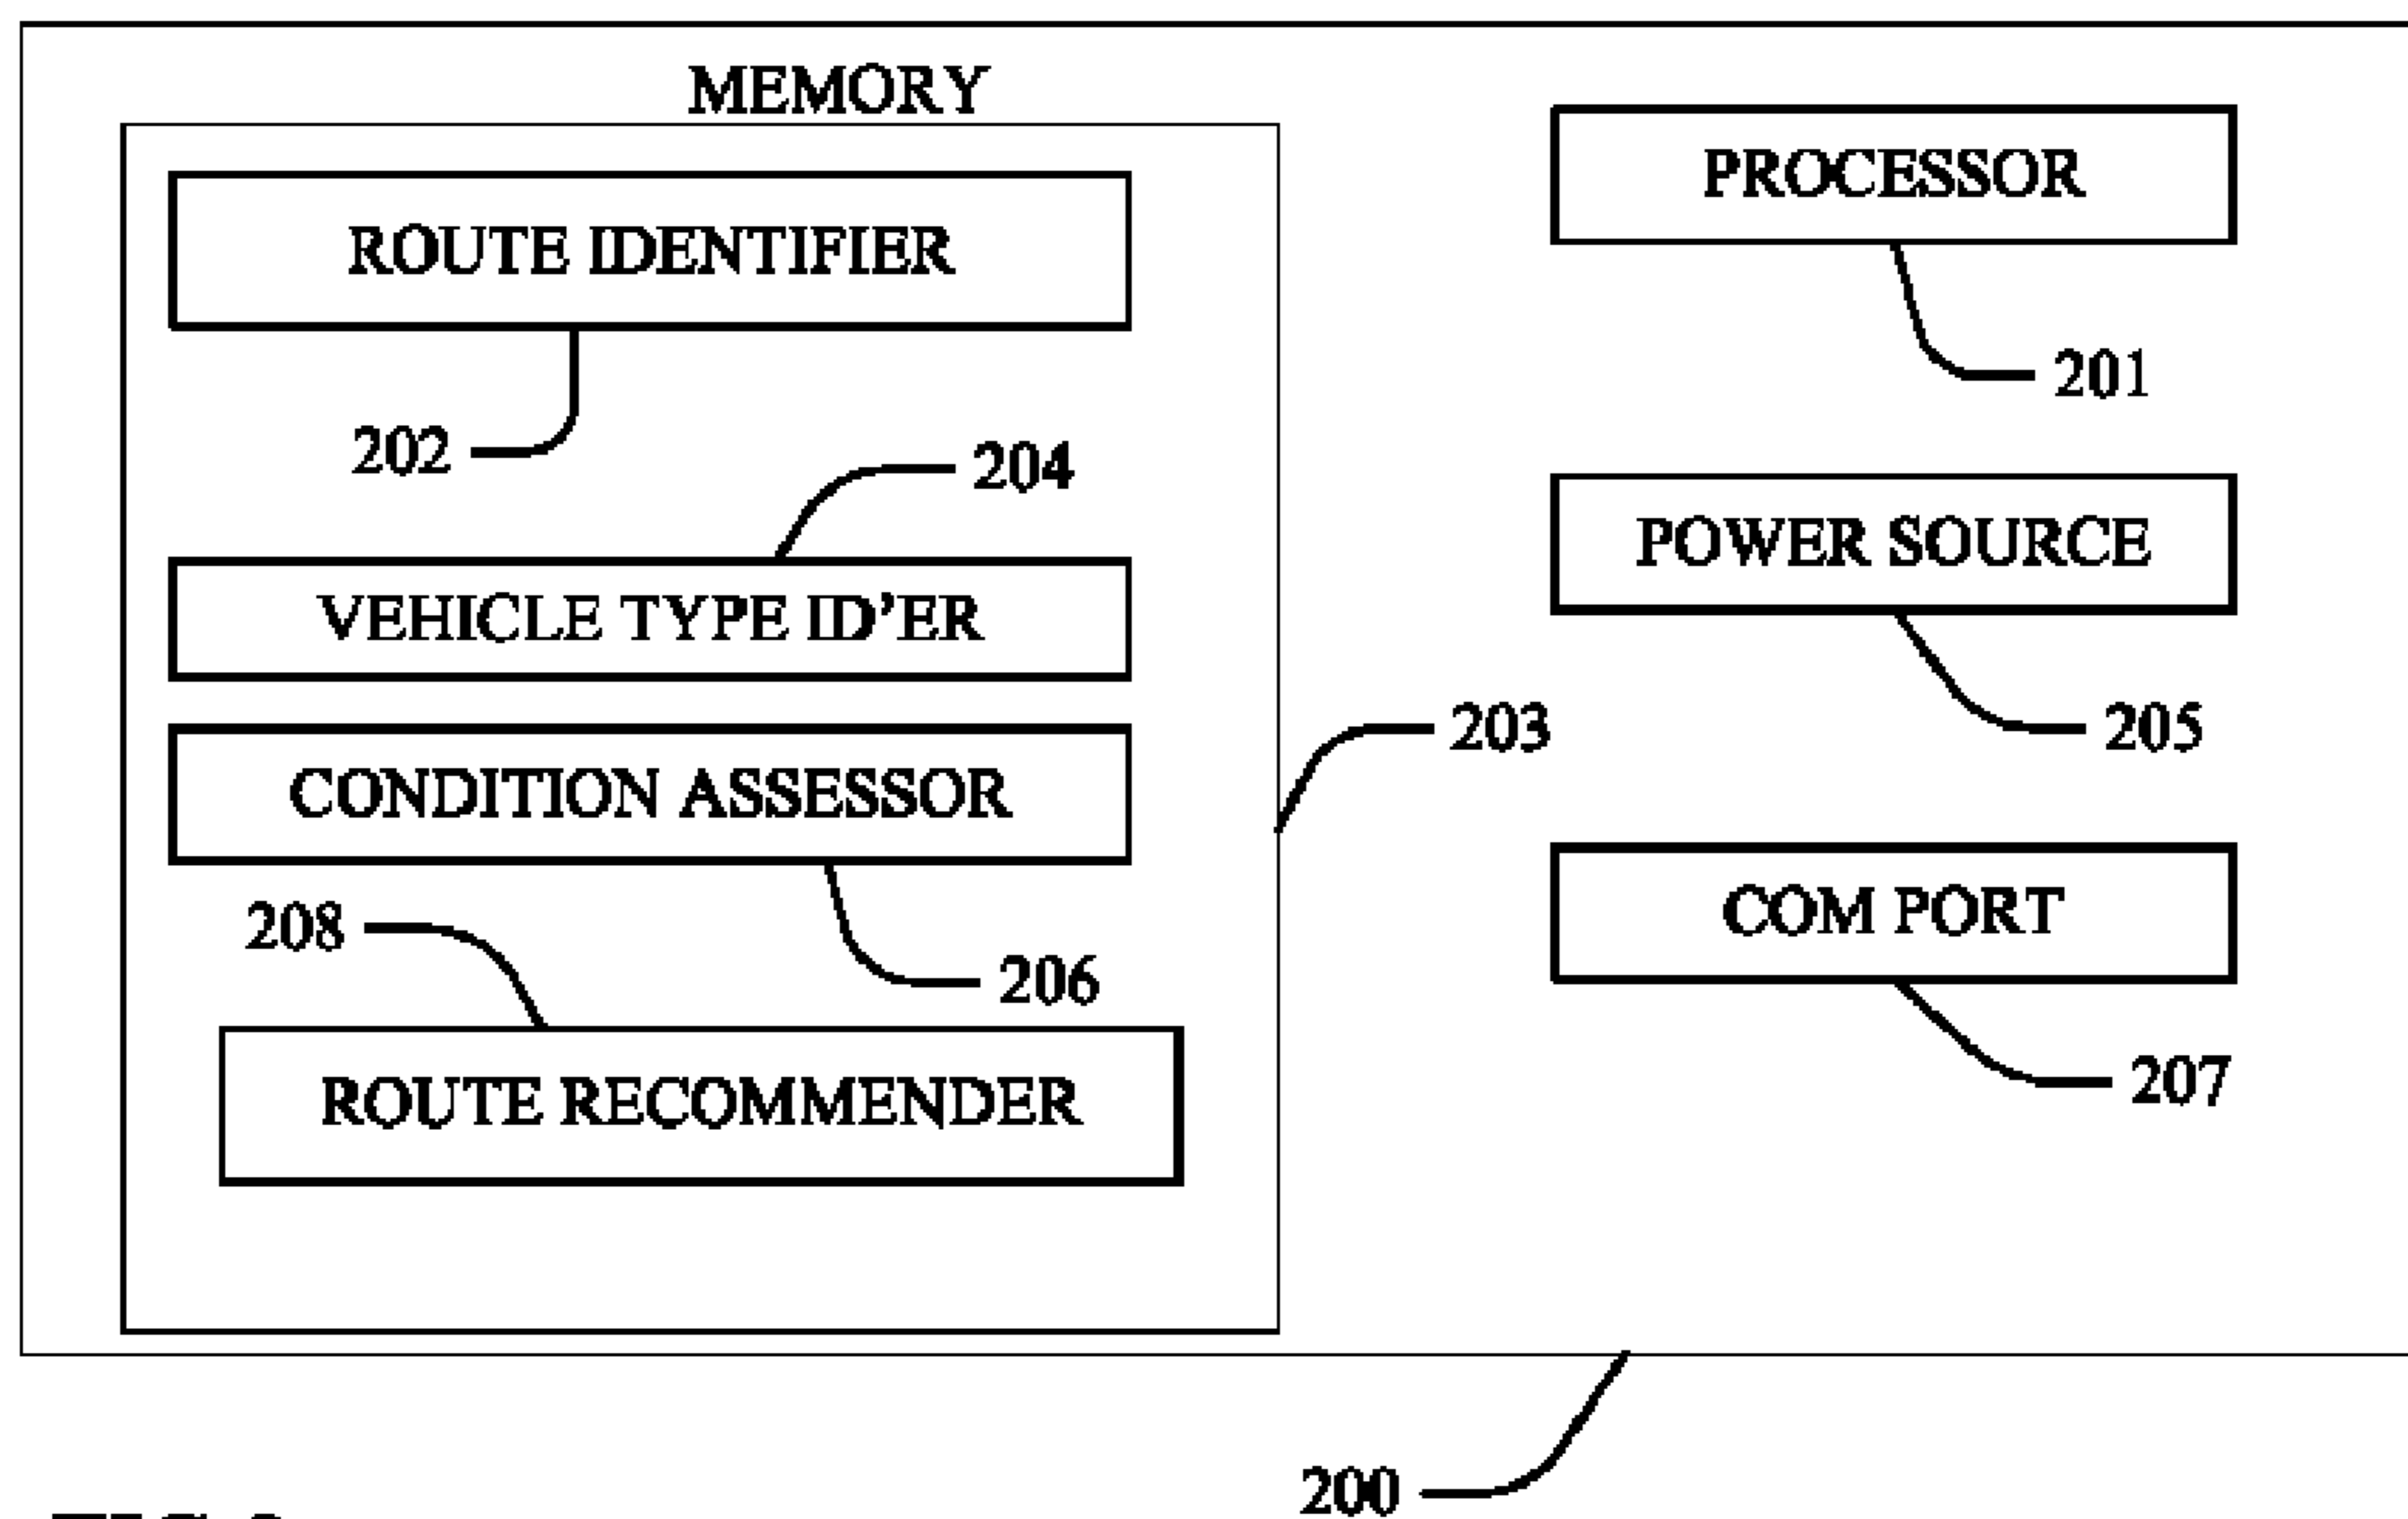 MEMORY
ROUTE IDENTIFIER
202
204
VEHICLE TYPE ID’ER
CONDITION ASSESSOR
208
206
ROUTE RECOMMENDER
203
PROCESSOR
201
POWER SOURCE
205
COM PORT
207
200